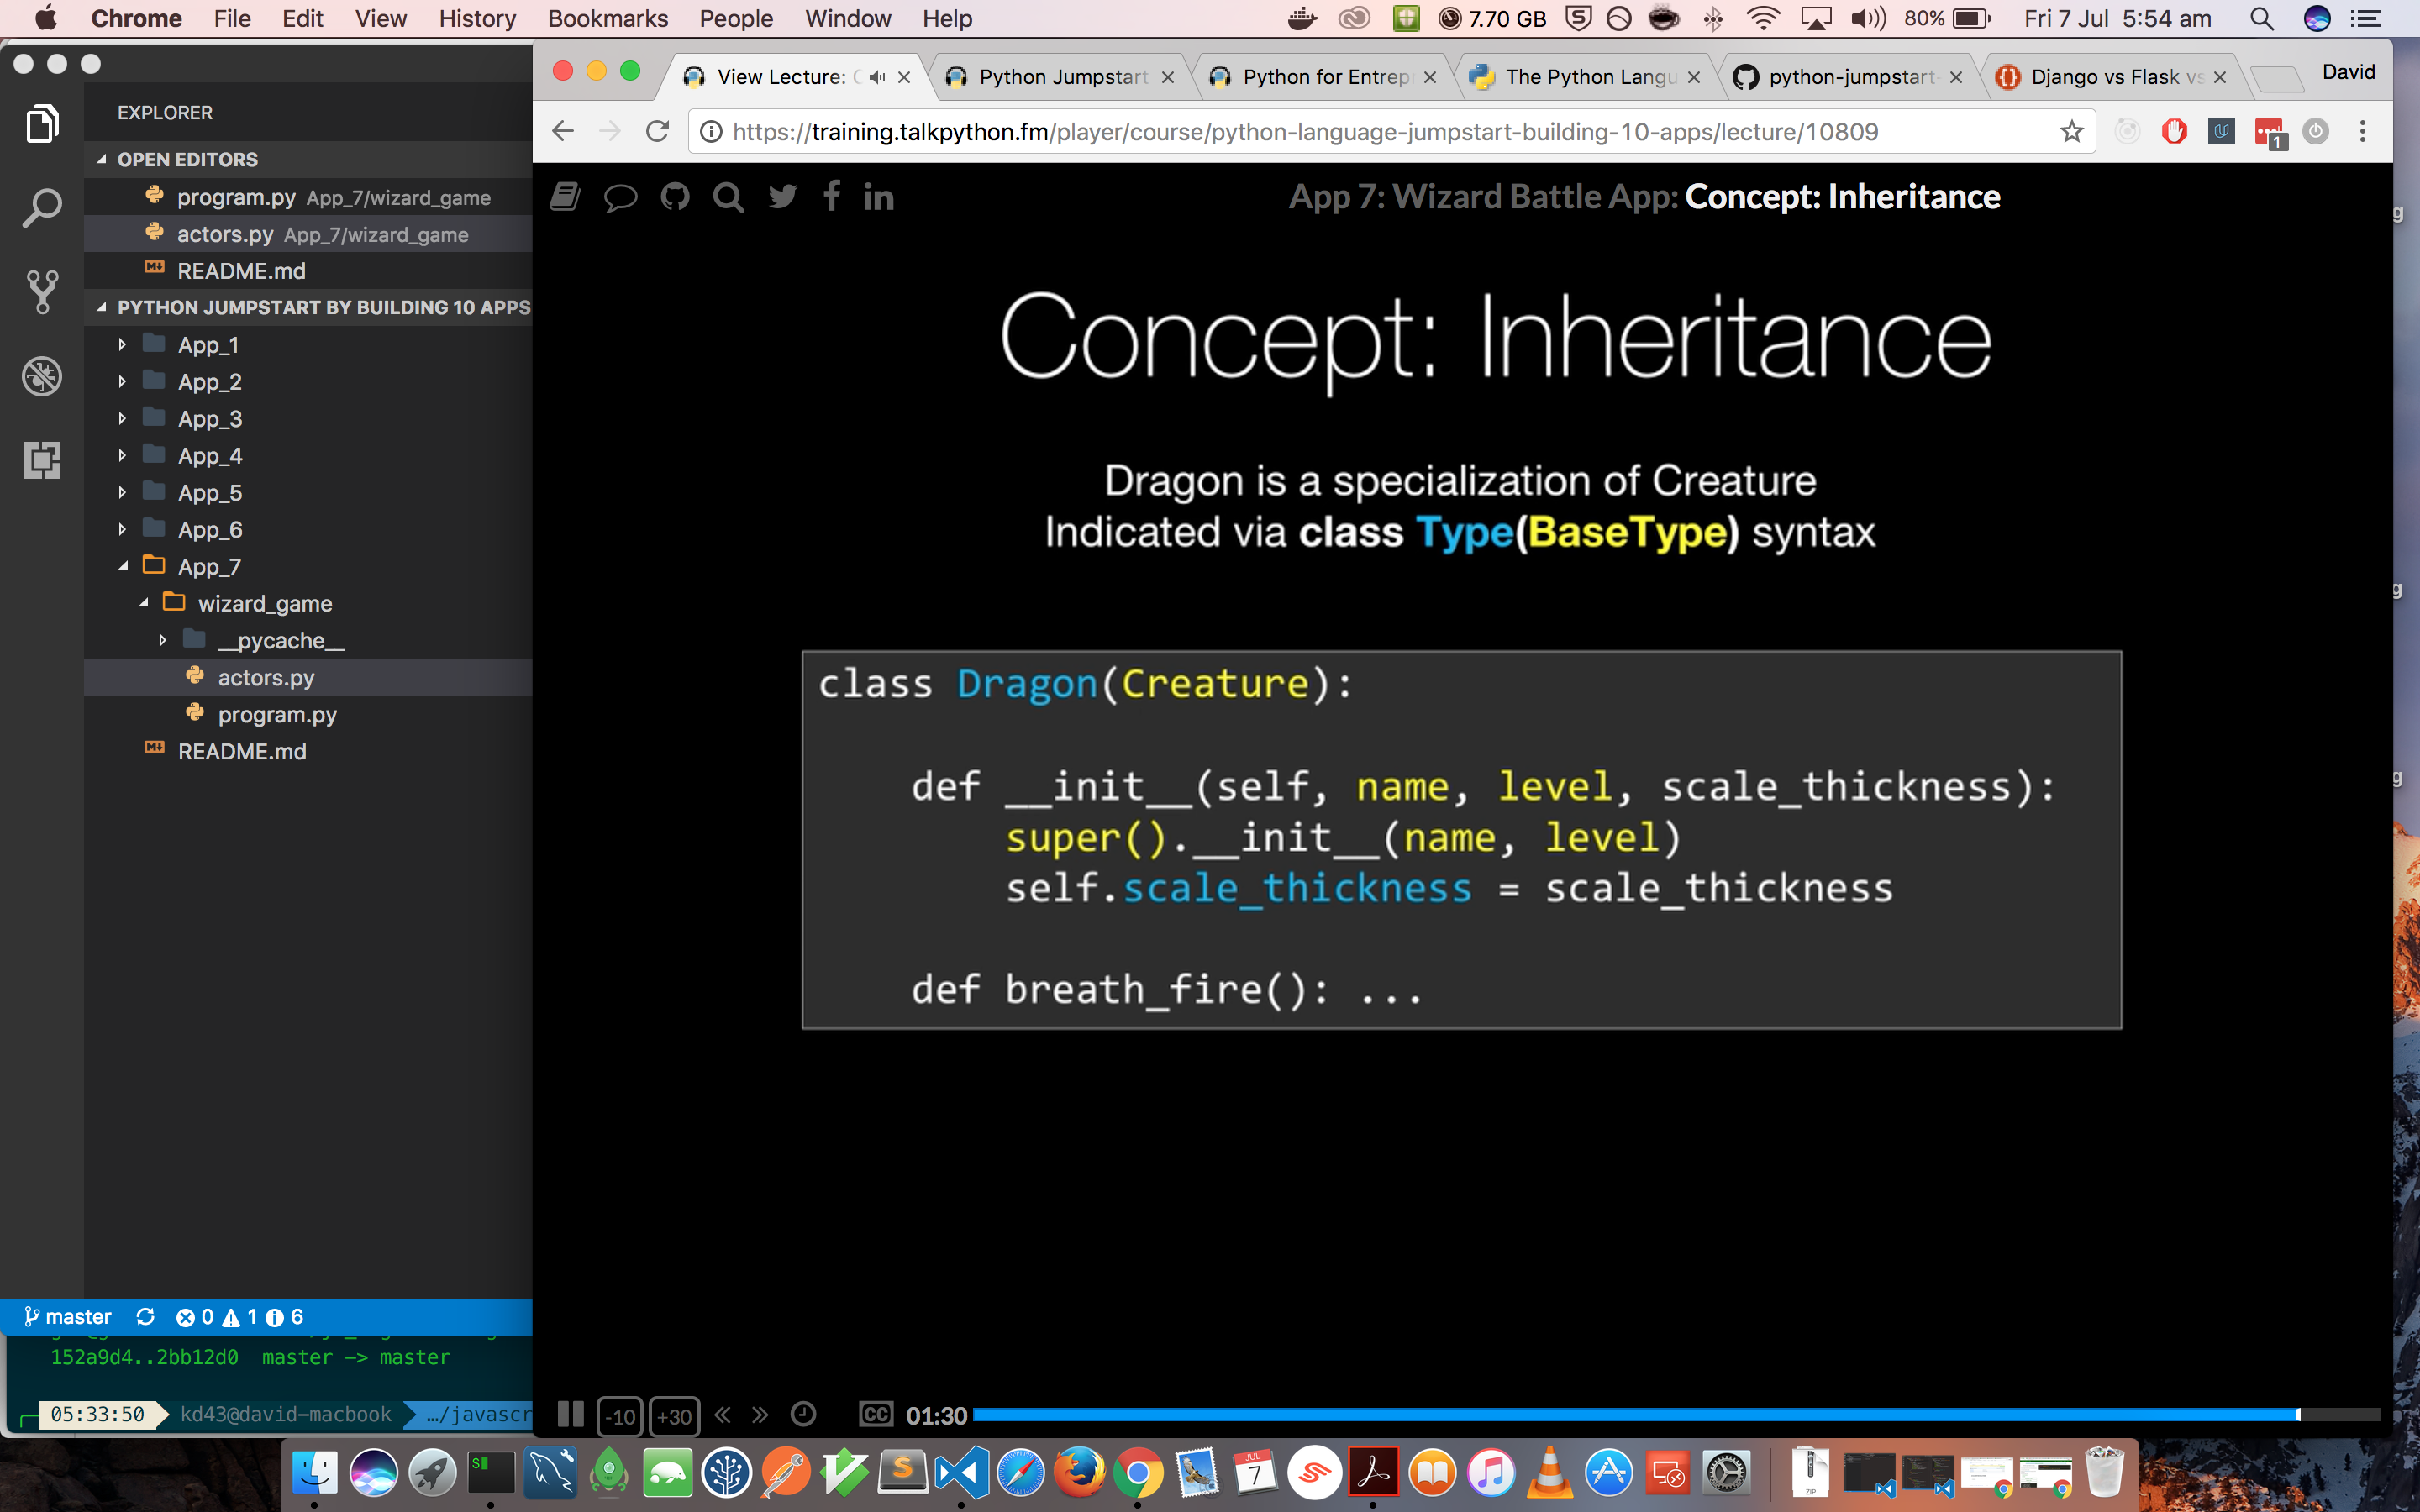 Chrome File Edit View History Bookmarks People Window Help 7.70 GB 80% Fri 7 Jul 5:54 am
View Lecture: C
Python Jumpstart
Python for Entrep
The Python Langu
python-jumpstart-
Django vs Flask vs
David
https://training.talkpython.fm/player/course/python-language-jumpstart-building-10-apps/lecture/10809
1
EXPLORER
OPEN EDITORS
program.py App_7/wizard_game
actors.py App_7/wizard_game
README.md
PYTHON JUMPSTART BY BUILDING 10 APPS
App_1
App_2
App_3
App_4
App_5
App_6
App_7
wizard_game
__pycache__
actors.py
program.py
README.md
master 0 1 6
152a9d4..2bb12d0 master -> master
05:33:50 kd43@david-macbook …/javascr
App 7: Wizard Battle App: Concept: Inheritance
Concept: Inheritance
Dragon is a specialization of Creature
Indicated via class Type(BaseType) syntax
class Dragon(Creature):
def __init__(self, name, level, scale_thickness):
super().__init__(name, level)
self.scale_thickness = scale_thickness
def breath_fire(): ...
-10 +30 CC 01:30
JUL
7
ZIP